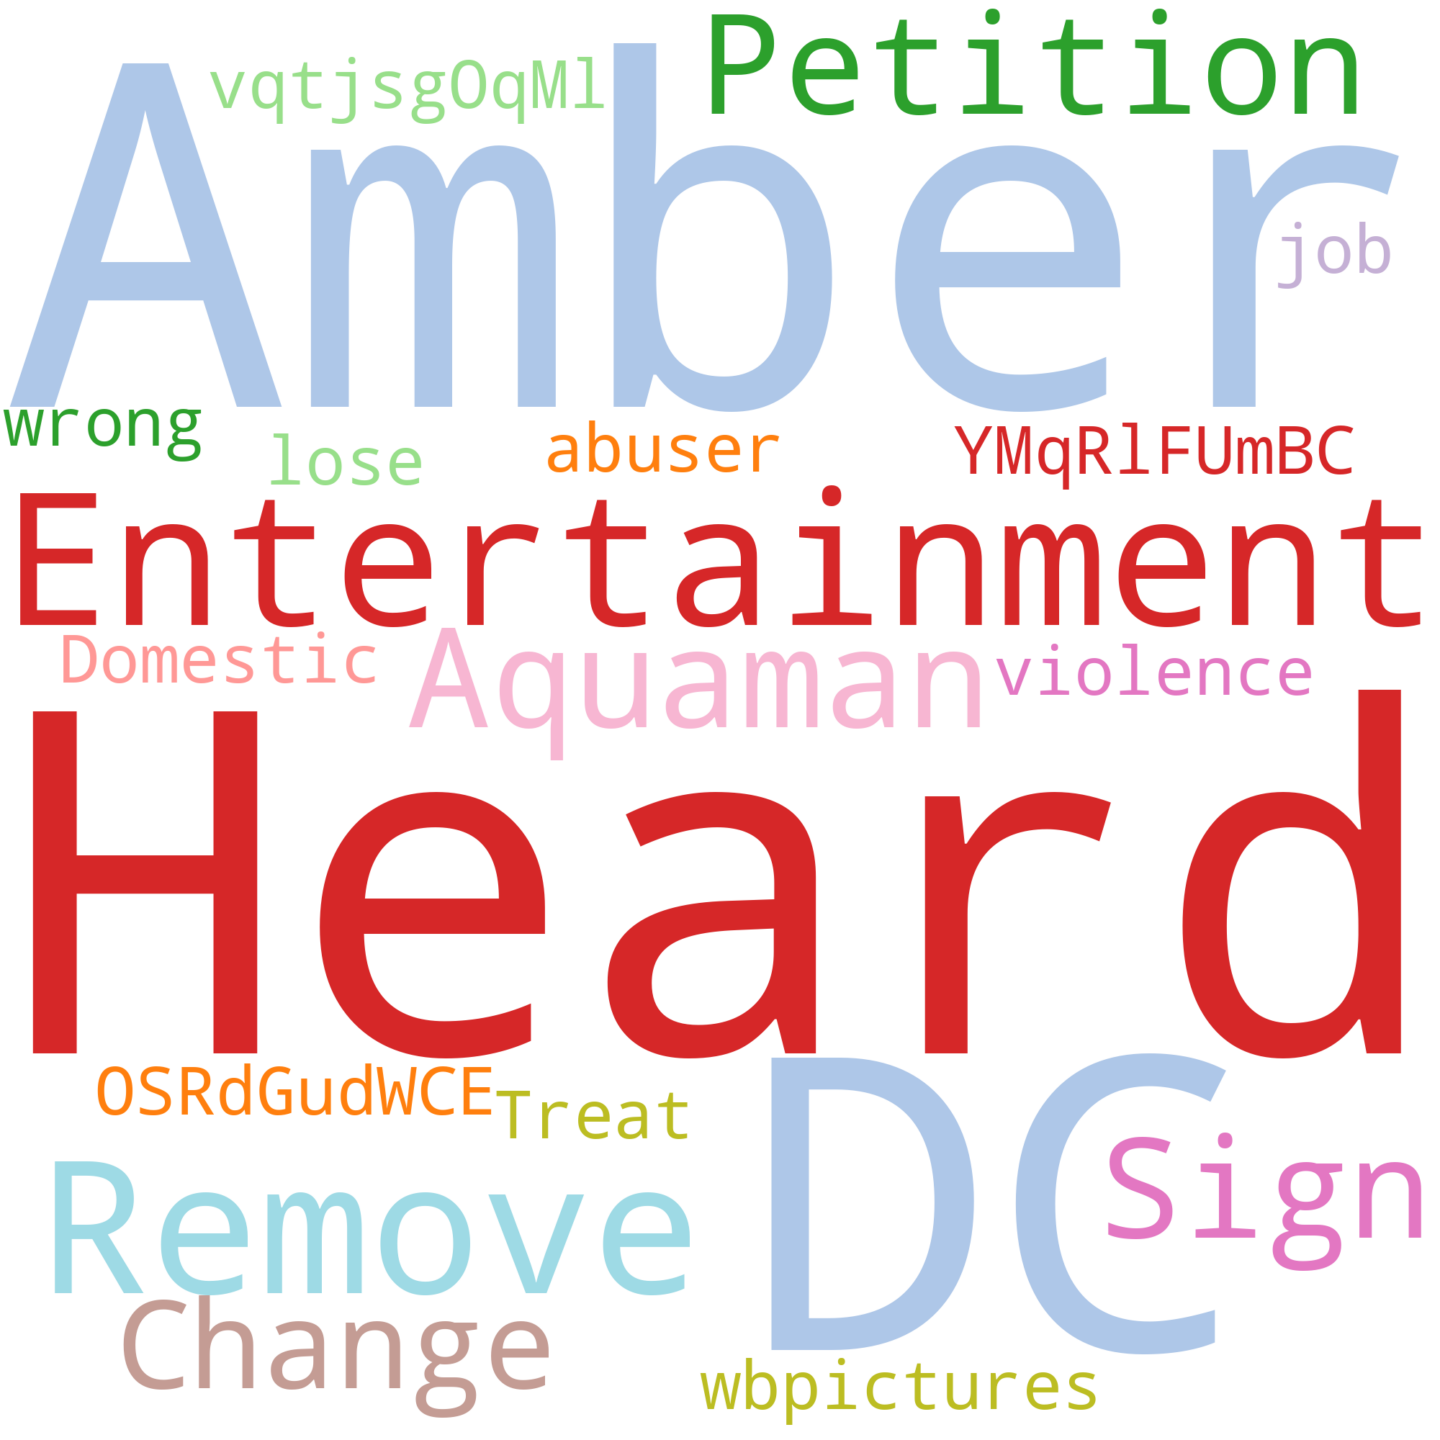 vqtjsgOqMl Petition
Amber
job
wrong lose abuser YMqRlFUmBC
Entertainment
Domestic Aquaman violence
Heard
OSRdGudWCE Treat DC Sign
Remove
Change
wbpictures